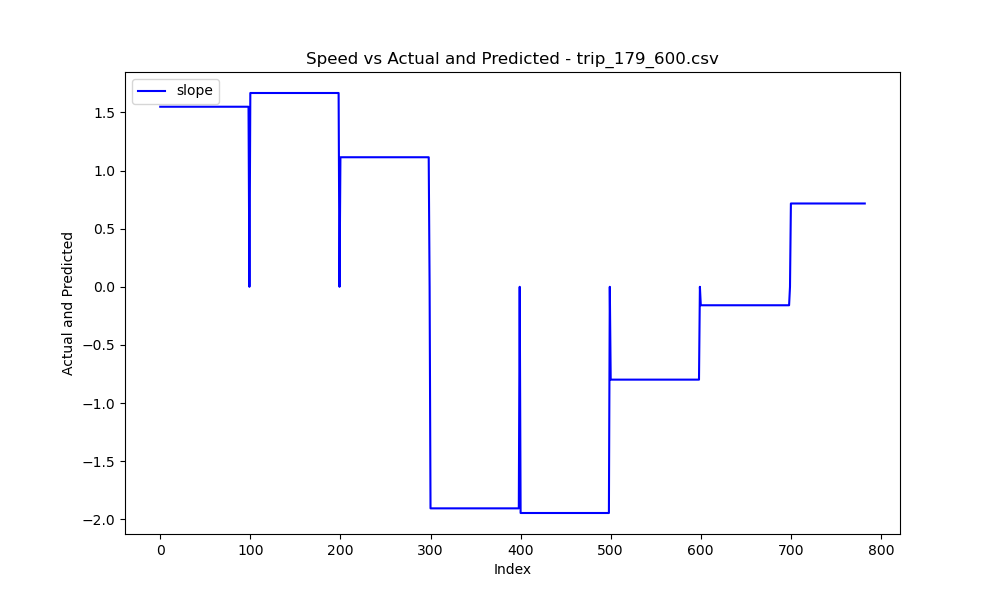 Speed vs Actual and Predicted - trip_179_600.csv
slope
Actual and Predicted
1.5
1.0
0.5
0.0
−0.5
−1.0
−1.5
−2.0
0 100 200 300 400 500 600 700 800
Index